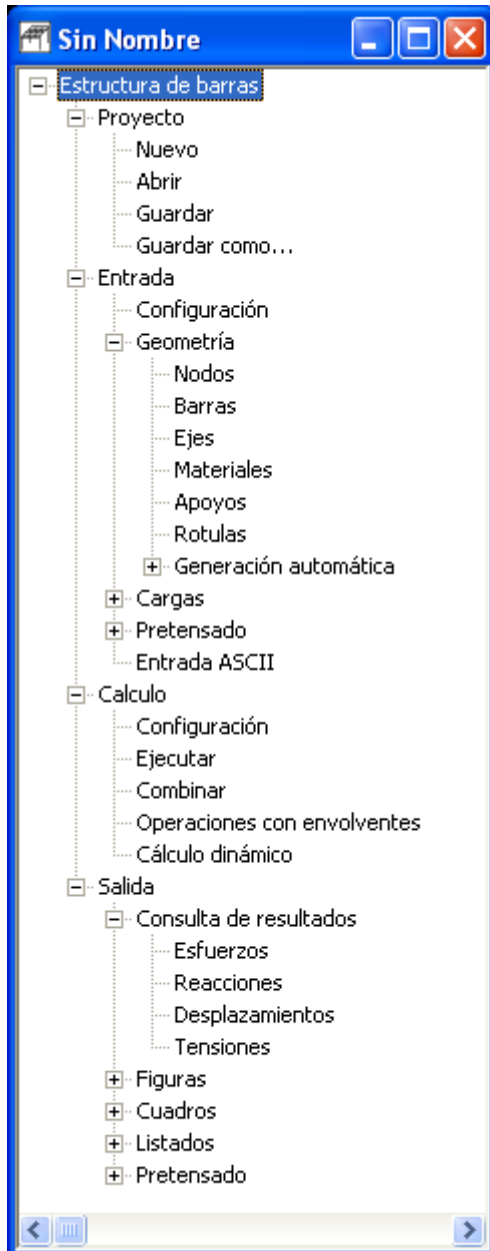 Sin Nombre
Estructura de barras
Proyecto
Nuevo
Abrir
Guardar
Guardar como...
Entrada
Configuración
Geometría
Nodos
Barras
Ejes
Materiales
Apoyos
Rotulas
Generación automática
Cargas
Pretensado
Entrada ASCII
Calculo
Configuración
Ejecutar
Combinar
Operaciones con envolventes
Cálculo dinámico
Salida
Consulta de resultados
Esfuerzos
Reacciones
Desplazamientos
Tensiones
Figuras
Cuadros
Listados
Pretensado